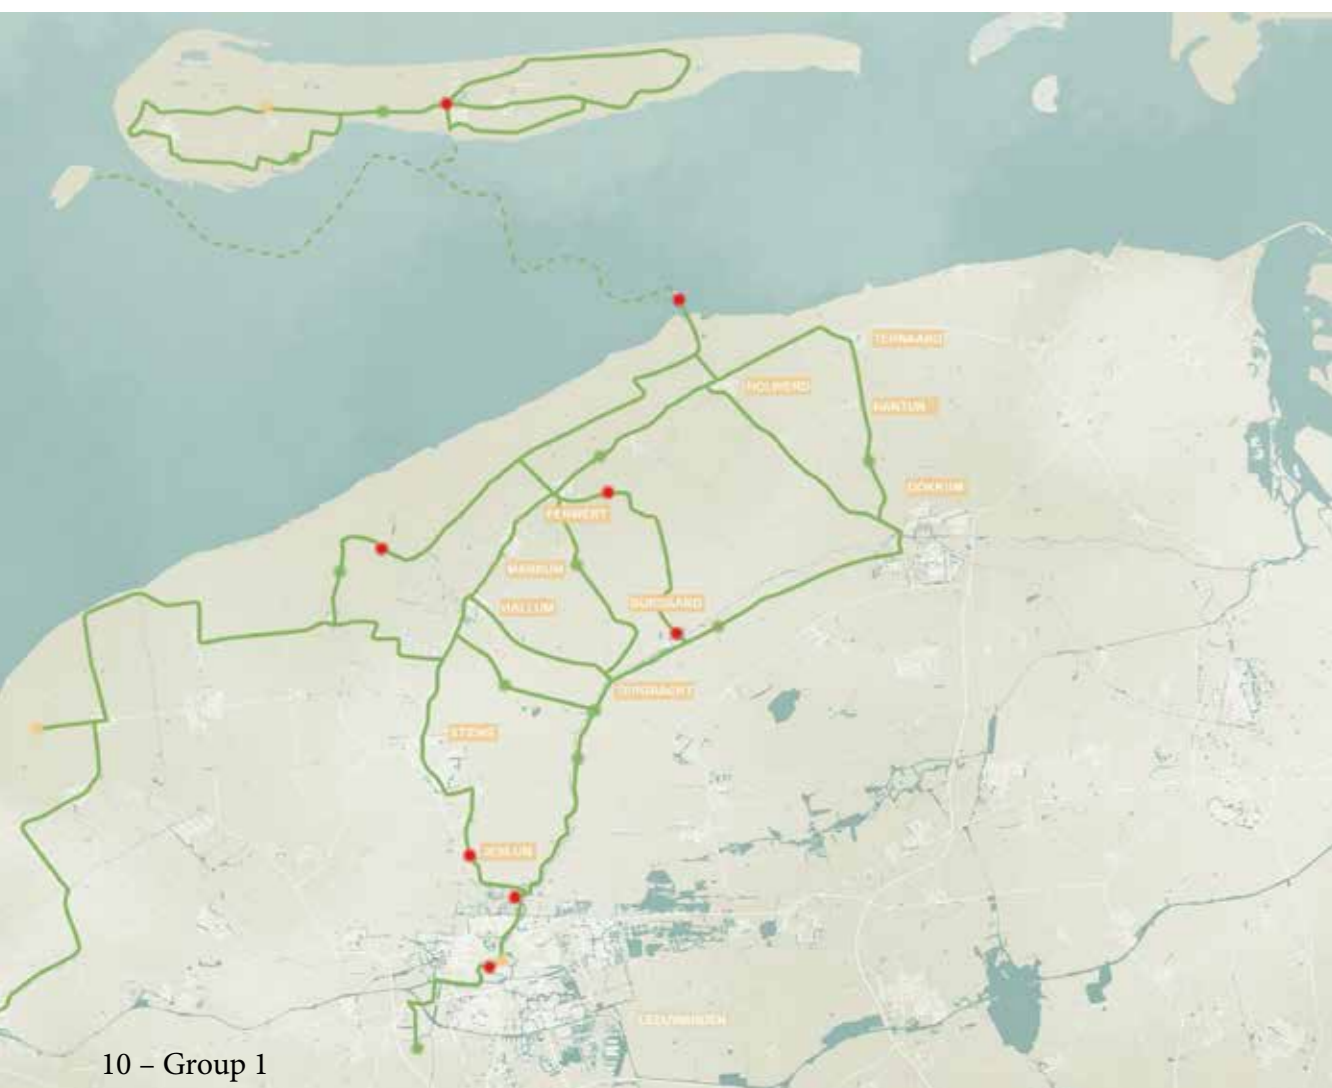 TERNAARD
HOLWERD
HANTUM
DOKKUM
FERWERT
MARRUM
HALLUM
BURDAARD
STIENS
JELSUM
LEEUWARDEN
10 – Group 1